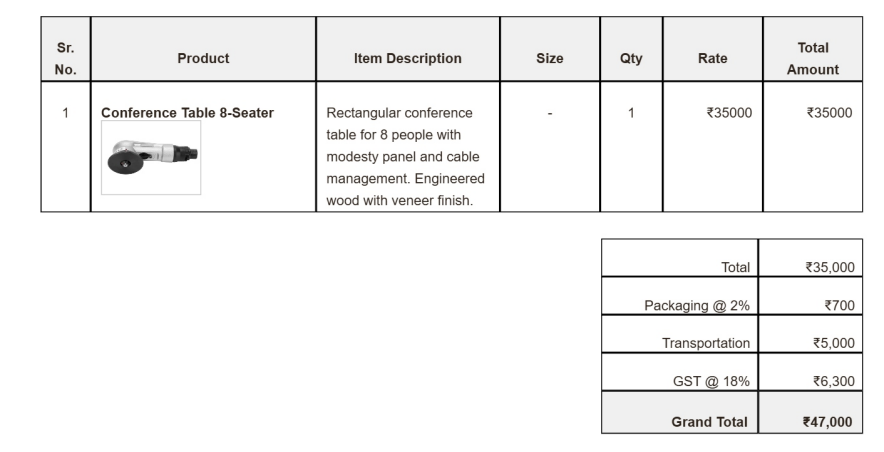 Sr. No. Product Item Description Size Qty Rate Total Amount
1 Conference Table 8-Seater Rectangular conference - 1 ₹35000 ₹35000
table for 8 people with
modesty panel and cable
management. Engineered
wood with veneer finish.
Total ₹35,000
Packaging @ 2% ₹700
Transportation ₹5,000
GST @ 18% ₹6,300
Grand Total ₹47,000